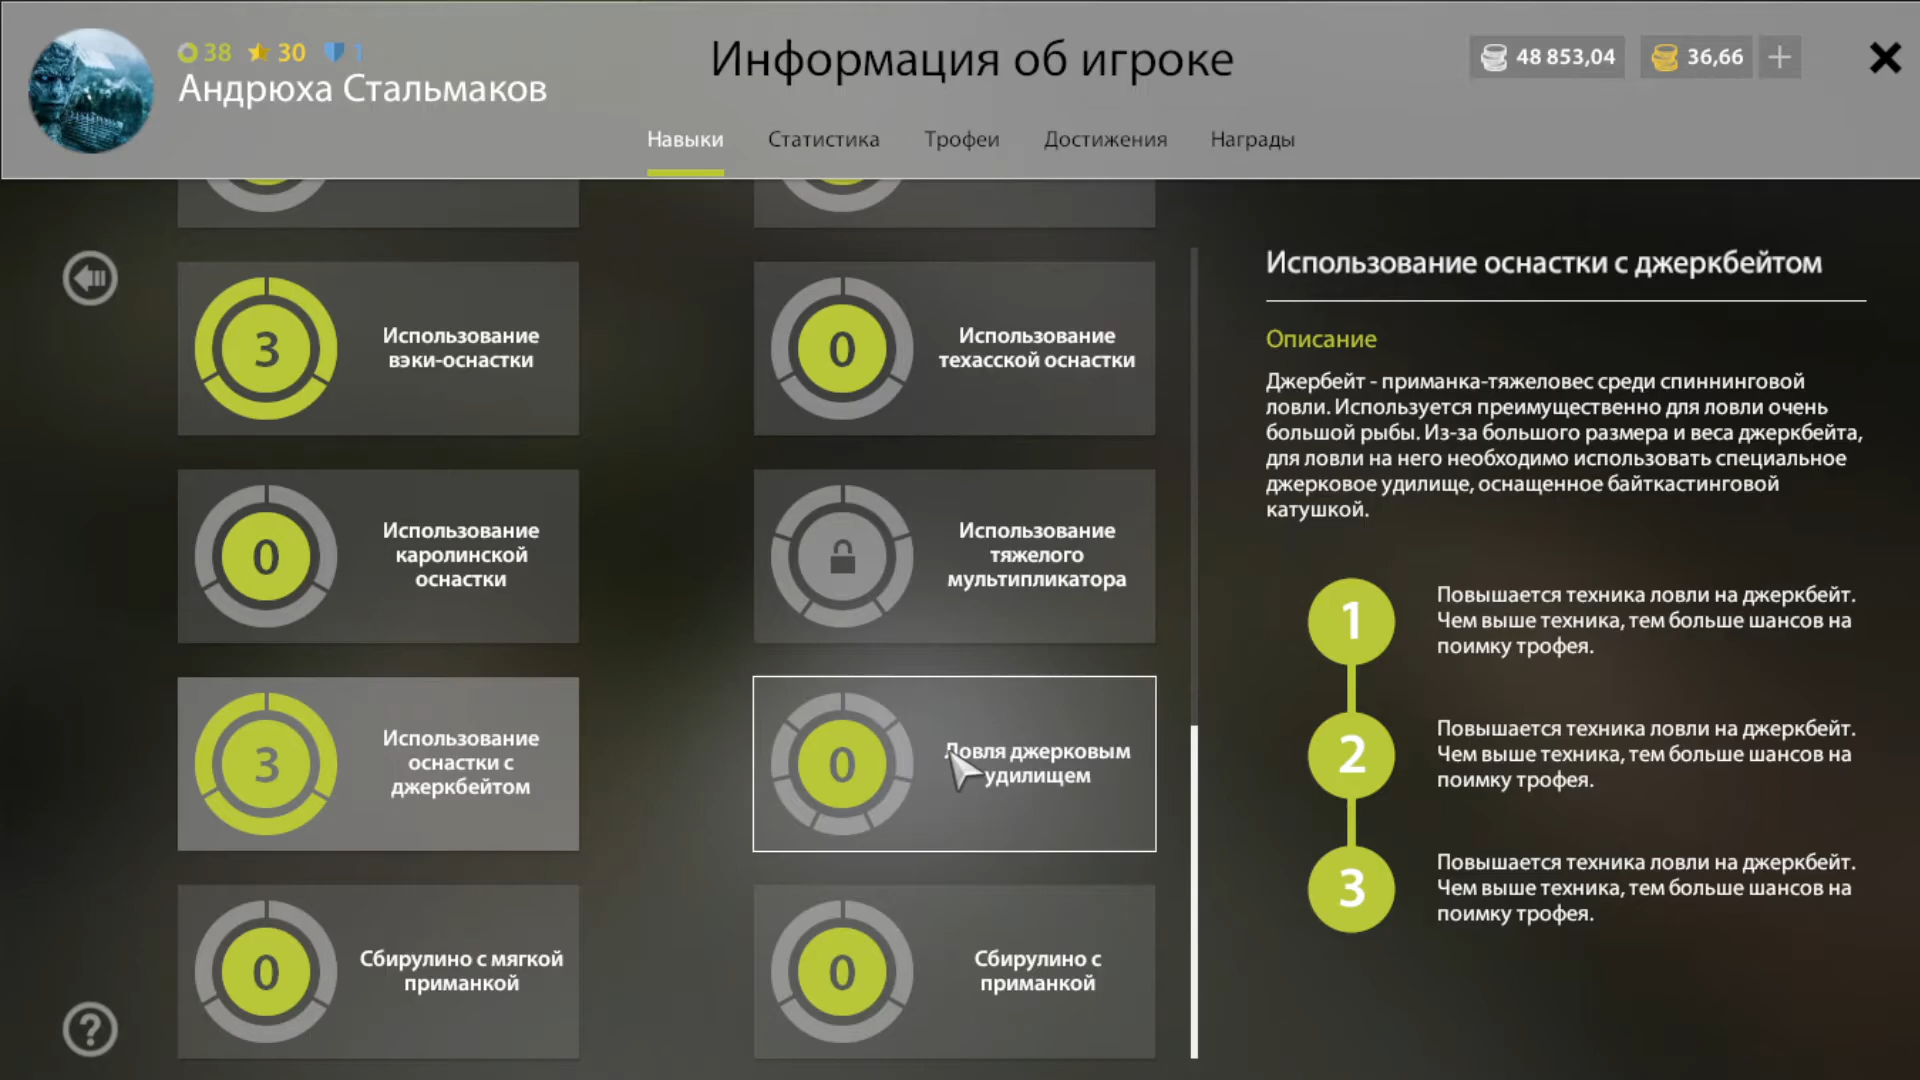 38 30 1
Андрюха Стальмаков
Информация об игроке
48 853,04
36,66
Навыки
Статистика
Трофеи
Достижения
Награды
3
Использование
вэки-оснастки
0
Использование
техасской оснастки
0
Использование
каролинской
оснастки
Использование
тяжелого
мультипликатора
3
Использование
оснастки с
джеркбейтом
0
Ловля джерковым
удилищем
0
Сбирулино с мягкой
приманкой
0
Сбирулино с
приманкой
Использование оснастки с джеркбейтом
Описание
Джербейт - приманка-тяжеловес среди спиннинговой
ловли. Используется преимущественно для ловли очень
большой рыбы. Из-за большого размера и веса джеркбейта,
для ловли на него необходимо использовать специальное
джерковое удилище, оснащенное байткастинговой
катушкой.
1
Повышается техника ловли на джеркбейт.
Чем выше техника, тем больше шансов на
поимку трофея.
2
Повышается техника ловли на джеркбейт.
Чем выше техника, тем больше шансов на
поимку трофея.
3
Повышается техника ловли на джеркбейт.
Чем выше техника, тем больше шансов на
поимку трофея.
?